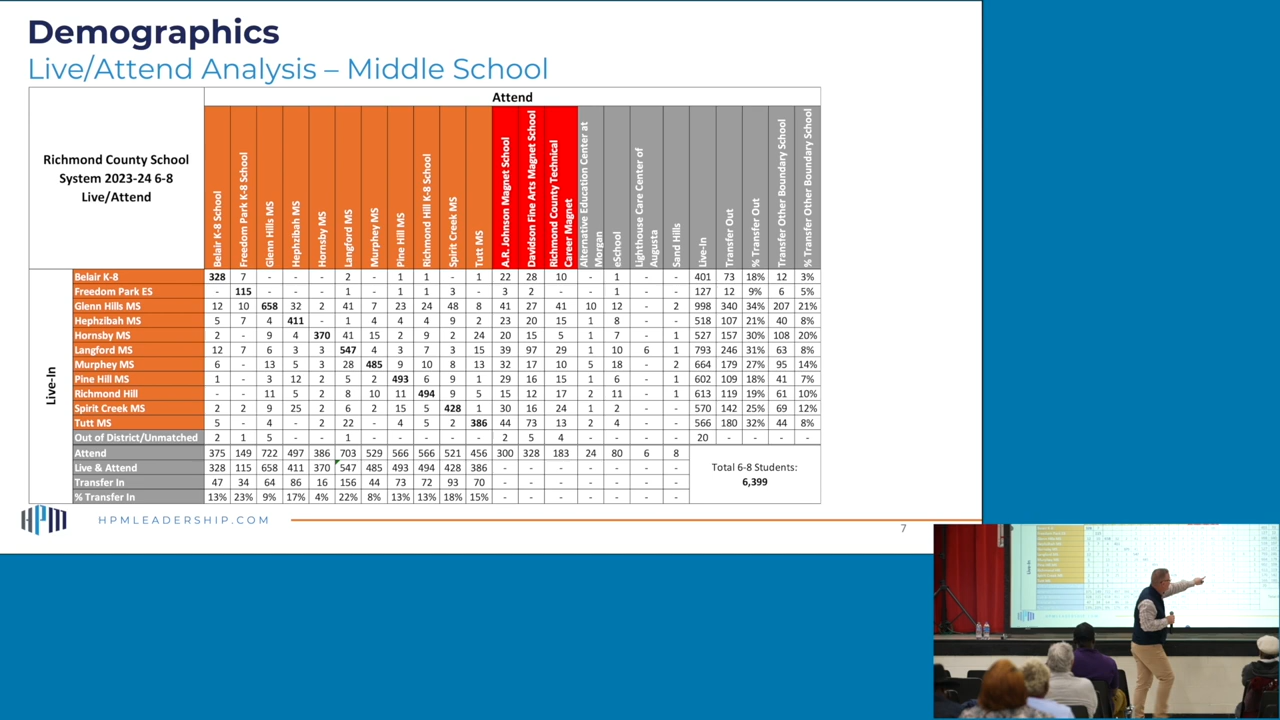 Demographics
Live/Attend Analysis – Middle School
Richmond County School System 2023-24 6-8 Live/Attend
Attend
Belair K-8 School
Freedom Park K-8 School
Glenn Hills MS
Hephzibah MS
Hornsby MS
Langford MS
Murphey MS
Pine Hill MS
Richmond Hill K-8 School
Spirit Creek MS
Tutt MS
A.R. Johnson Magnet School
Davidson Fine Arts Magnet School
Richmond County Technical Career Magnet
Alternative Education Center at Morgan
eSchool
Lighthouse Care Center of Augusta
Sand Hills
Live-In
Transfer Out
% Transfer Out
Transfer Other Boundary School
% Transfer Other Boundary School
Live-In
Belair K-8 328 7 - - - 2 - 1 1 - 1 22 28 10 - 1 - - 401 73 18% 12 3%
Freedom Park ES - 115 - - - 1 - 1 1 3 - 3 2 - - 1 - - 127 12 9% 6 5%
Glenn Hills MS 12 10 658 32 2 41 7 23 24 48 8 41 27 41 10 12 - 2 998 340 34% 207 21%
Hephzibah MS 5 7 4 411 - 1 4 4 4 9 2 23 20 15 1 8 - - 518 107 21% 40 8%
Hornsby MS 2 - 9 4 370 41 15 2 9 2 24 20 15 5 1 7 - 1 527 157 30% 108 20%
Langford MS 12 7 6 3 3 547 4 3 7 3 15 39 97 29 1 10 6 1 793 246 31% 63 8%
Murphey MS 6 - 13 5 3 28 485 9 10 8 13 32 17 10 5 18 - 2 664 179 27% 95 14%
Pine Hill MS 1 - 3 12 2 5 2 493 6 9 1 29 16 15 1 6 - 1 602 109 18% 41 7%
Richmond Hill - - 11 5 2 8 10 11 494 9 5 15 12 17 2 11 - 1 613 119 19% 61 10%
Spirit Creek MS 2 2 9 25 2 6 2 15 5 428 1 30 16 24 1 2 - - 570 142 25% 69 12%
Tutt MS 5 - 4 - 2 22 - 4 5 2 386 44 73 13 2 4 - - 566 180 32% 44 8%
Out of District/Unmatched 2 1 5 - - 1 - - - - - 2 5 4 - - - - 20 - - - -
Attend 375 149 722 497 386 703 529 566 566 521 456 300 328 183 24 80 6 8
Live & Attend 328 115 658 411 370 547 485 493 494 428 386 - - - - - - -
Transfer In 47 34 64 86 16 156 44 73 72 93 70 - - - - - - -
% Transfer In 13% 23% 9% 17% 4% 22% 8% 13% 13% 18% 15% - - - - - - -
Total 6-8 Students:
6,399
HPM
HPMLEADERSHIP.COM
7